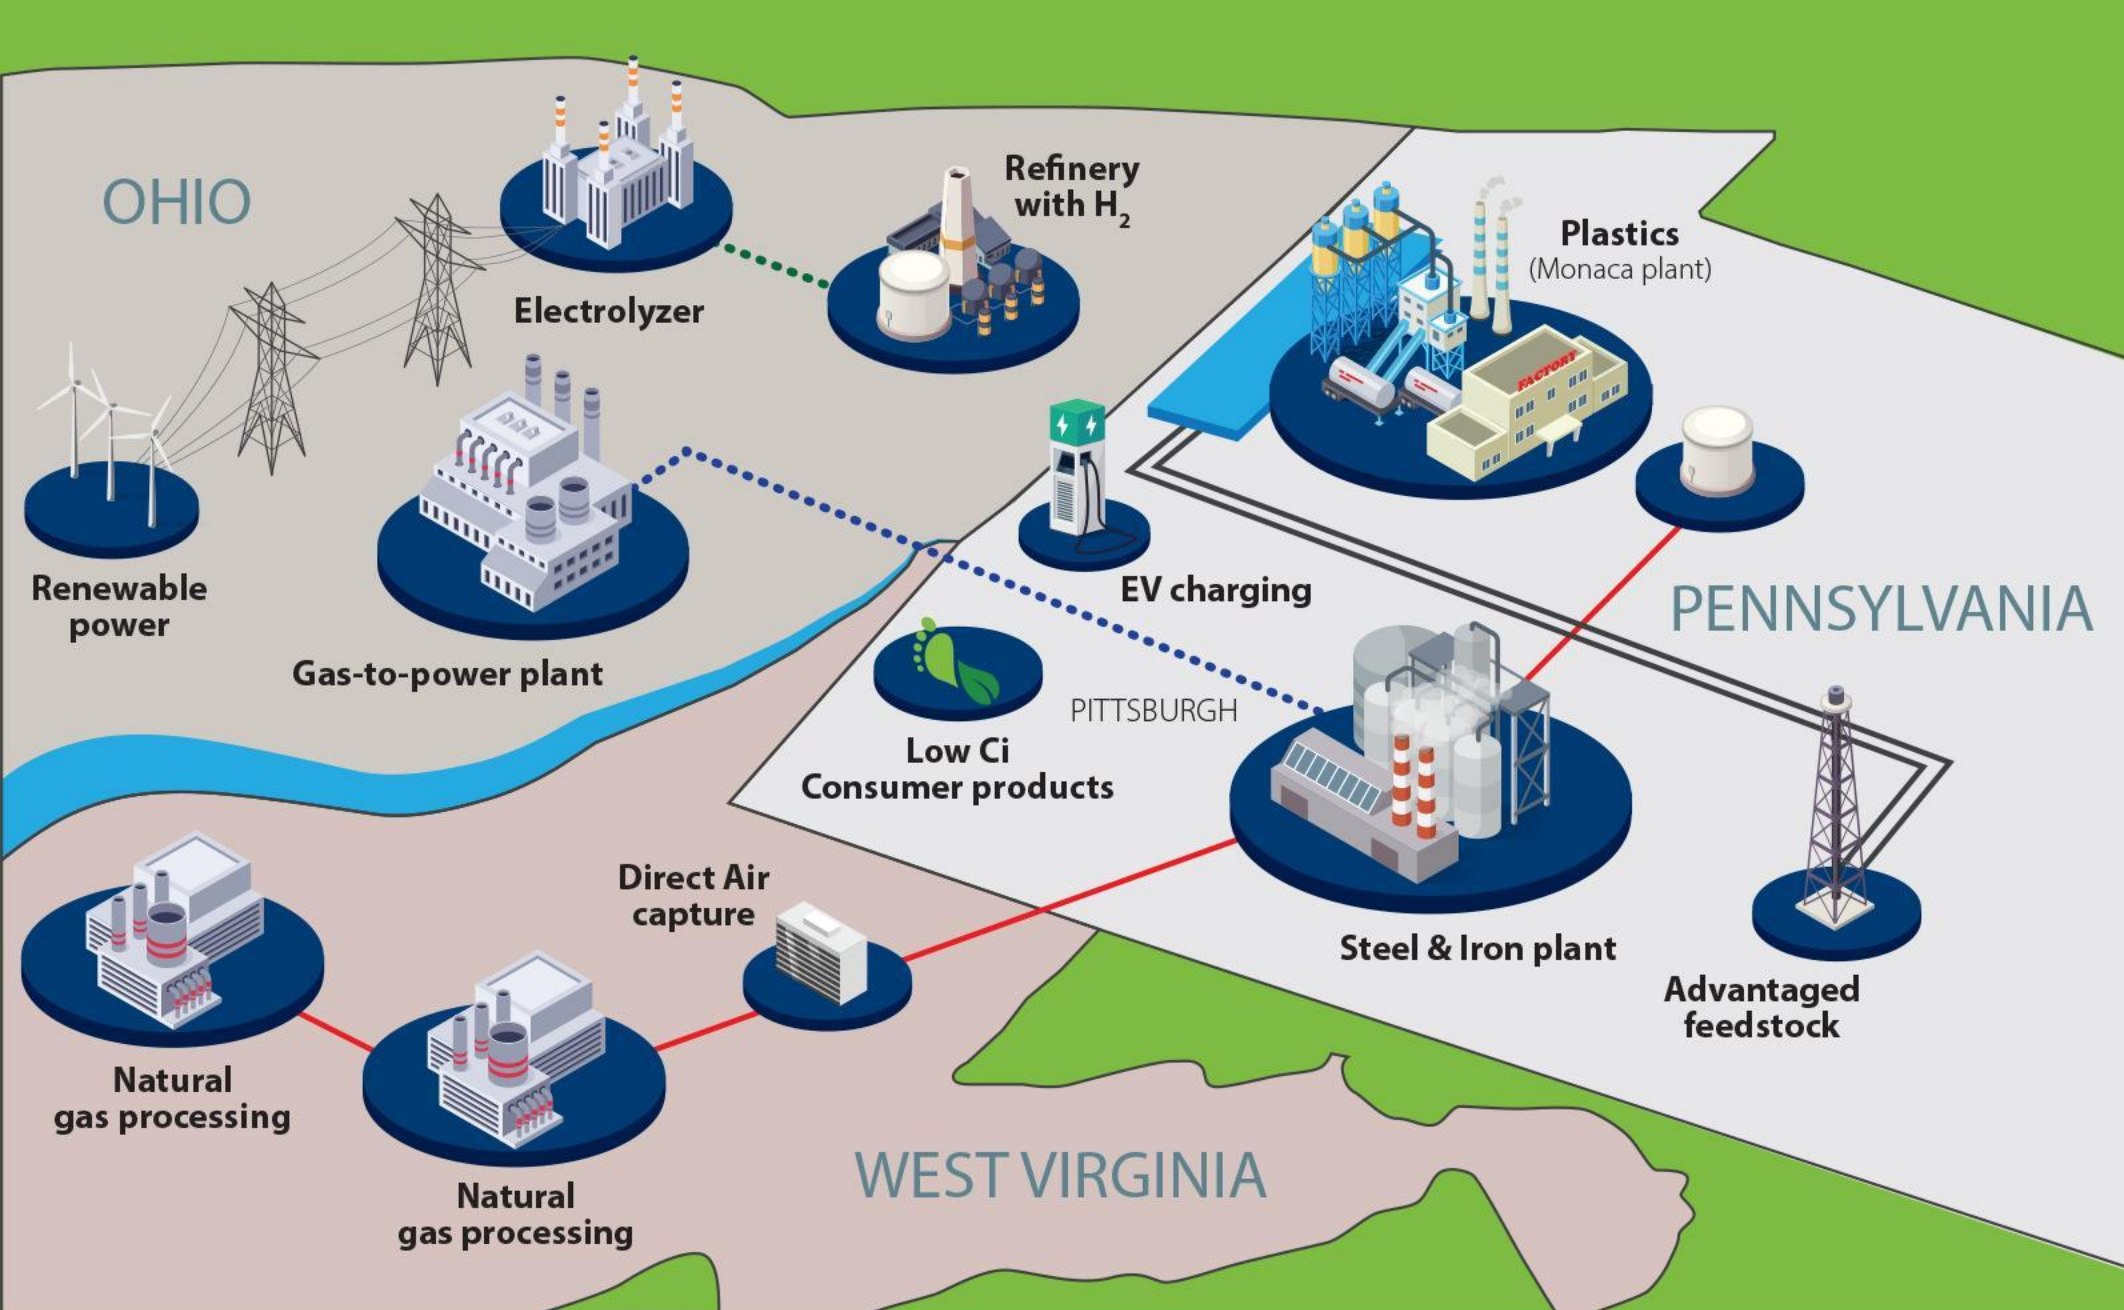 OHIO
Electrolyzer
Refinery
with H₂
Plastics
(Monaca plant)
FACTORY
Renewable
power
Gas-to-power plant
EV charging
PENNSYLVANIA
Low Ci
Consumer products
PITTSBURGH
Steel & Iron plant
Advantaged
feedstock
Direct Air
capture
Natural
gas processing
Natural
gas processing
WEST VIRGINIA